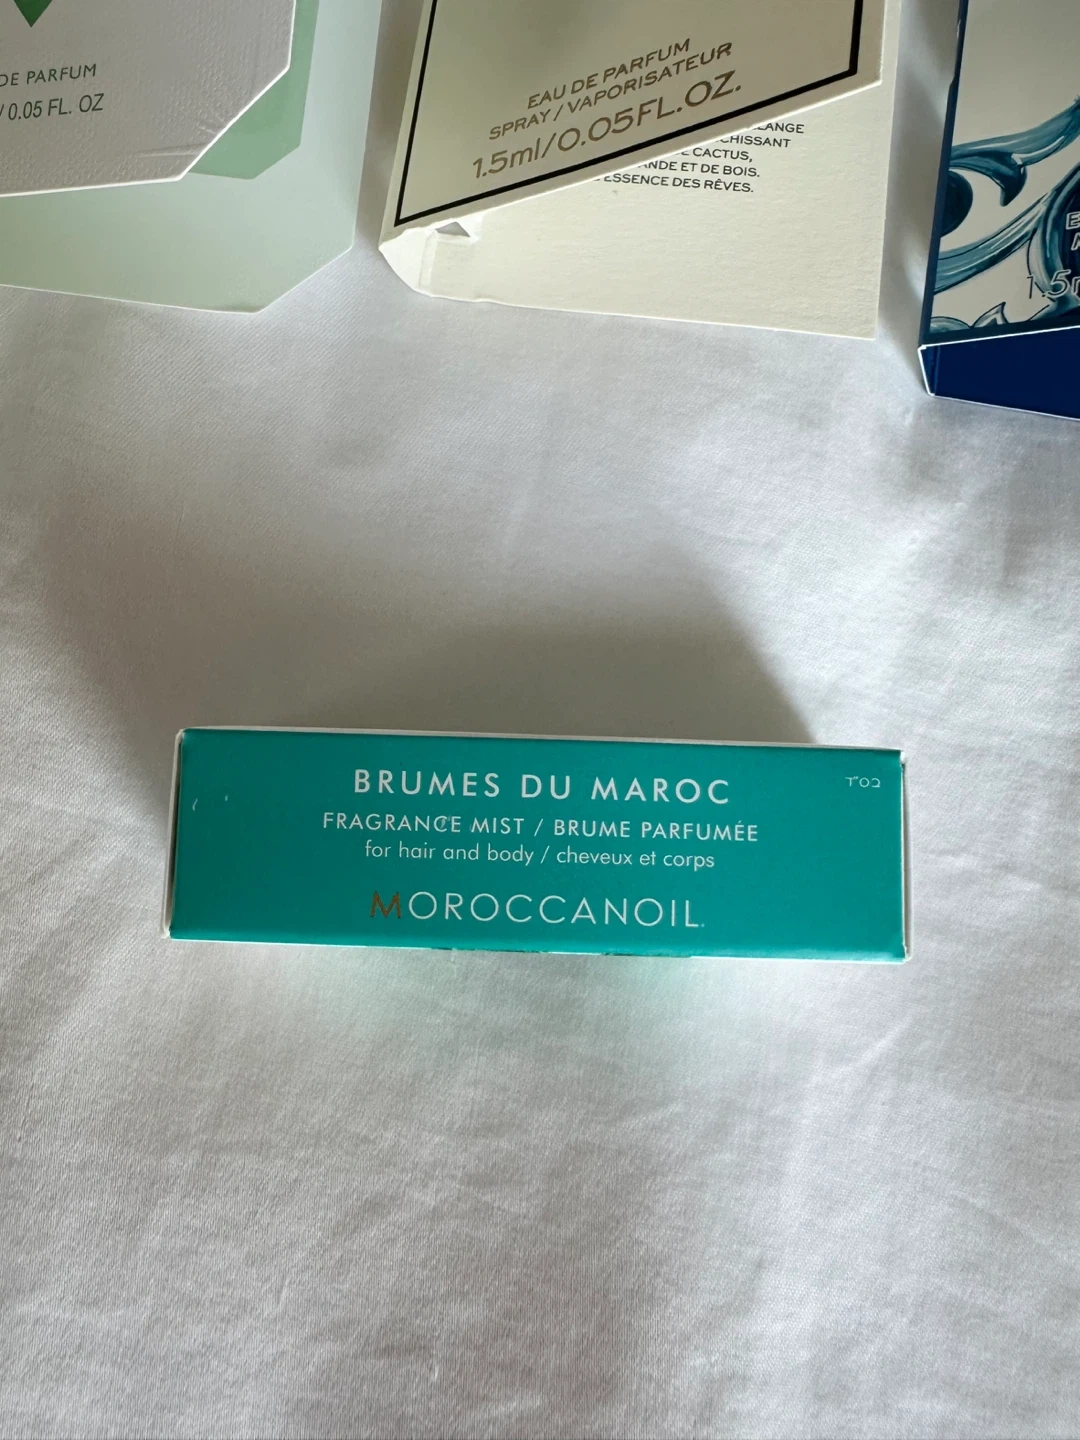 DE PARFUM
/ 0.05 FL. OZ
EAU DE PARFUM
SPRAY / VAPORISATEUR
1.5ml/0.05FL.OZ.
CACTUS,
ET DE BOIS.
ESSENCE DES RÊVES.
BRUMES DU MAROC
בס"ד
FRAGRANCE MIST / BRUME PARFUMÉE
for hair and body / cheveux et corps
MOROCCANOIL.